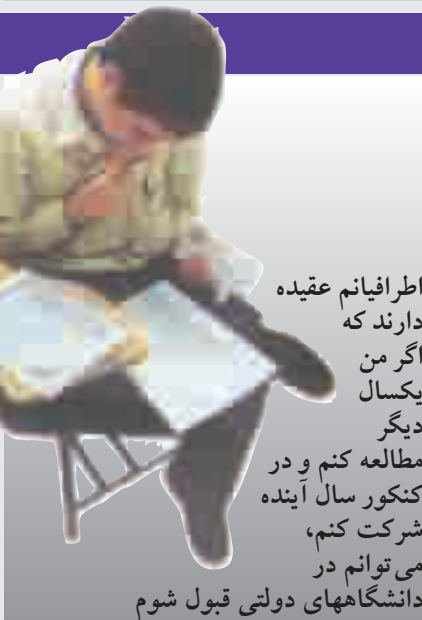 اطرافیانم عقیده
دارند که
اگر من
یکسال
دیگر
مطالعه کنم و در
کنکور سال آینده
شرکت کنم،
می‌توانم در
دانشگاههای دولتی قبول شوم